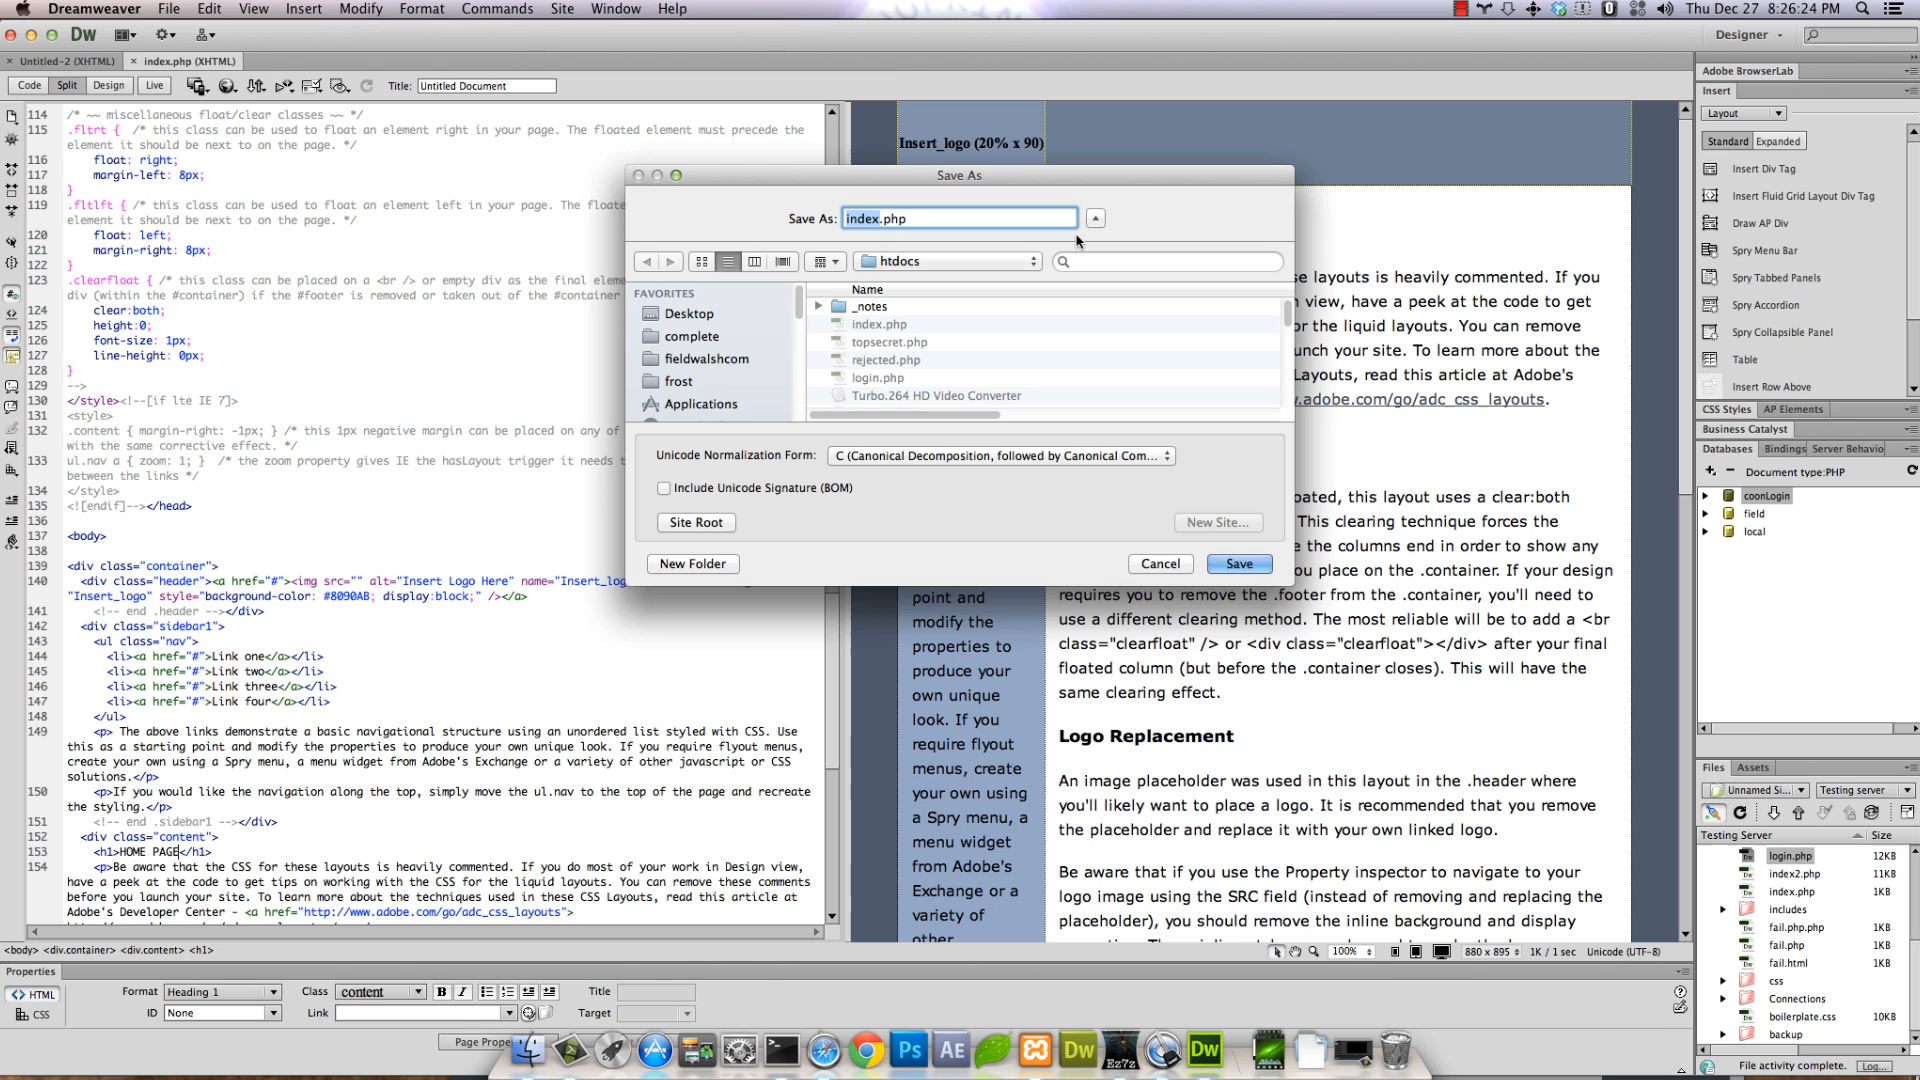 Dreamweaver File Edit View Insert Modify Format Commands Site Window Help
Thu Dec 27 8:26:24 PM
Dw
Designer
Untitled-2 (XHTML)
index.php (XHTML)
Code Split Design Live
Title: Untitled Document
114 /* ~~ miscellaneous float/clear classes ~~ */
115 .fltrt { /* this class can be used to float an element right in your page. The floated element must precede the
element it should be next to on the page. */
116 float: right;
117 margin-left: 8px;
118 }
119 .fltlft { /* this class can be used to float an element left in your page. The floate
element it should be next to on the page. */
120 float: left;
121 margin-right: 8px;
122 }
123 .clearfloat { /* this class can be placed on a <br /> or empty div as the final eleme
div (within the #container) if the #footer is removed or taken out of the #container
124 clear:both;
125 height:0;
126 font-size: 1px;
127 line-height: 0px;
128 }
129 -->
130 </style><!--[if lte IE 7]>
131 <style>
132 .content { margin-right: -1px; } /* this 1px negative margin can be placed on any of
with the same corrective effect. */
133 ul.nav a { zoom: 1; } /* the zoom property gives IE the hasLayout trigger it needs t
between the links */
134 </style>
135 <![endif]--></head>
136
137 <body>
138
139 <div class="container">
140 <div class="header"><a href="#"><img src="" alt="Insert Logo Here" name="Insert_log
"Insert_logo" style="background-color: #8090AB; display:block;" /></a>
141 <!-- end .header --></div>
142 <div class="sidebar1">
143 <ul class="nav">
144 <li><a href="#">Link one</a></li>
145 <li><a href="#">Link two</a></li>
146 <li><a href="#">Link three</a></li>
147 <li><a href="#">Link four</a></li>
148 </ul>
149 <p> The above links demonstrate a basic navigational structure using an unordered list styled with CSS. Use
this as a starting point and modify the properties to produce your own unique look. If you require flyout menus,
create your own using a Spry menu, a menu widget from Adobe's Exchange or a variety of other javascript or CSS
solutions.</p>
150 <p>If you would like the navigation along the top, simply move the ul.nav to the top of the page and recreate
the styling.</p>
151 <!-- end .sidebar1 --></div>
152 <div class="content">
153 <h1>HOME PAGE</h1>
154 <p>Be aware that the CSS for these layouts is heavily commented. If you do most of your work in Design view,
have a peek at the code to get tips on working with the CSS for the liquid layouts. You can remove these comments
before you launch your site. To learn more about the techniques used in these CSS Layouts, read this article at
Adobe's Developer Center - <a href="http://www.adobe.com/go/adc_css_layouts">
Insert_logo (20% x 90)
Save As
Save As: index.php
htdocs
FAVORITES
Desktop
complete
fieldwalshcom
frost
Applications
Name
_notes
index.php
topsecret.php
rejected.php
login.php
Turbo.264 HD Video Converter
Unicode Normalization Form: C (Canonical Decomposition, followed by Canonical Com...
Include Unicode Signature (BOM)
Site Root
New Site...
New Folder
Cancel
Save
se layouts is heavily commented. If you
n view, have a peek at the code to get
or the liquid layouts. You can remove
unch your site. To learn more about the
Layouts, read this article at Adobe's
w.adobe.com/go/adc_css_layouts.
oated, this layout uses a clear:both
This clearing technique forces the
e the columns end in order to show any
ou place on the .container. If your design
requires you to remove the .footer from the .container, you'll need to
use a different clearing method. The most reliable will be to add a <br
class="clearfloat" /> or <div class="clearfloat"></div> after your final
floated column (but before the .container closes). This will have the
same clearing effect.
Logo Replacement
An image placeholder was used in this layout in the .header where
you'll likely want to place a logo. It is recommended that you remove
the placeholder and replace it with your own linked logo.
Be aware that if you use the Property inspector to navigate to your
logo image using the SRC field (instead of removing and replacing the
placeholder), you should remove the inline background and display
point and
modify the
properties to
produce your
own unique
look. If you
require flyout
menus, create
your own using
a Spry menu, a
menu widget
from Adobe's
Exchange or a
variety of
other
Adobe BrowserLab
Insert
Layout
Standard Expanded
Insert Div Tag
Insert Fluid Grid Layout Div Tag
Draw AP Div
Spry Menu Bar
Spry Tabbed Panels
Spry Accordion
Spry Collapsible Panel
Table
Insert Row Above
CSS Styles AP Elements
Business Catalyst
Databases Bindings Server Behavio
Document type:PHP
coonLogin
field
local
Files Assets
Unnamed Si... Testing server
Testing Server Size
login.php 12KB
index2.php 11KB
index.php 1KB
includes
fail.php.php 1KB
fail.php 1KB
fail.html 1KB
css
Connections
boilerplate.css 10KB
backup
File activity complete. Log...
<body> <div.container> <div.content> <h1>
100% 880 x 895 1K / 1 sec Unicode (UTF-8)
Properties
HTML
CSS
Format Heading 1 Class content B I Title
ID None Link Target
Page Prope
Ps AE Dw Ez7z Dw